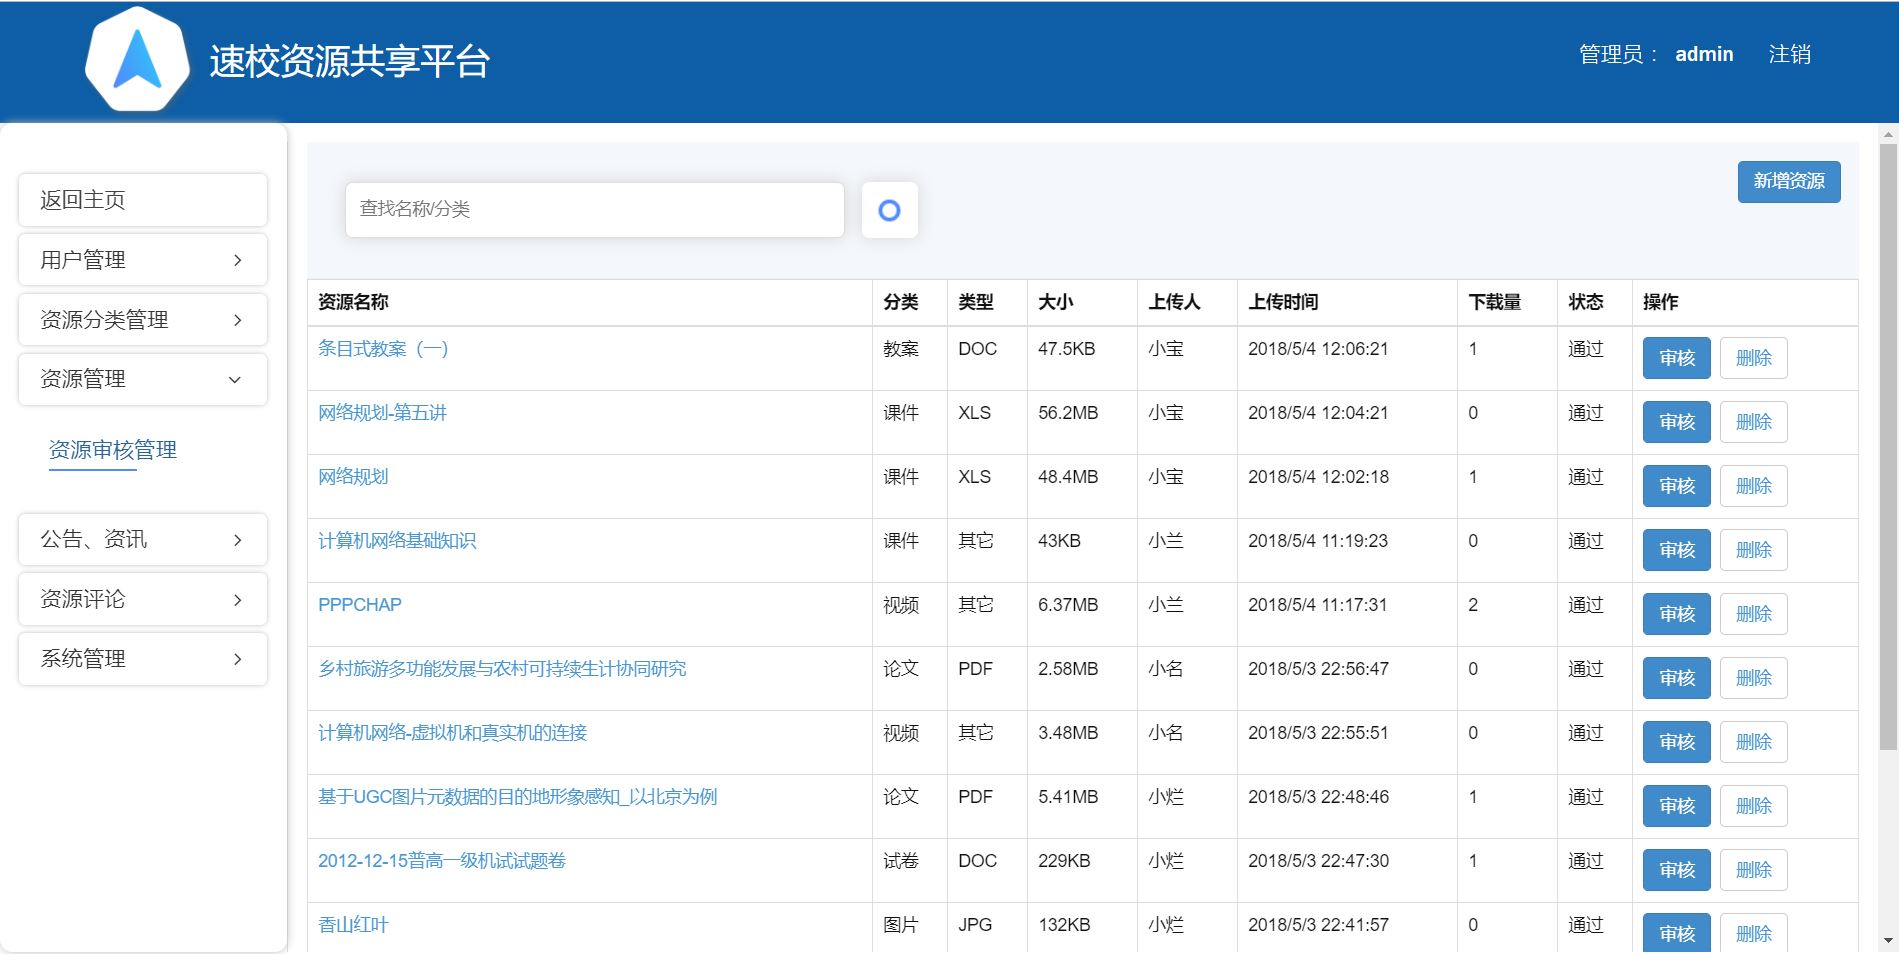 速校资源共享平台
管理员： admin 注销
返回主页
用户管理
资源分类管理
资源管理
资源审核管理
公告、资讯
资源评论
系统管理
查找名称/分类
新增资源
资源名称 分类 类型 大小 上传人 上传时间 下载量 状态 操作
条目式教案（一） 教案 DOC 47.5KB 小宝 2018/5/4 12:06:21 1 通过 审核 删除
网络规划-第五讲 课件 XLS 56.2MB 小宝 2018/5/4 12:04:21 0 通过 审核 删除
网络规划 课件 XLS 48.4MB 小宝 2018/5/4 12:02:18 1 通过 审核 删除
计算机网络基础知识 课件 其它 43KB 小兰 2018/5/4 11:19:23 0 通过 审核 删除
PPPCHAP 视频 其它 6.37MB 小兰 2018/5/4 11:17:31 2 通过 审核 删除
乡村旅游多功能发展与农村可持续生计协同研究 论文 PDF 2.58MB 小名 2018/5/3 22:56:47 0 通过 审核 删除
计算机网络-虚拟机和真实机的连接 视频 其它 3.48MB 小名 2018/5/3 22:55:51 0 通过 审核 删除
基于UGC图片元数据的目的地形象感知_以北京为例 论文 PDF 5.41MB 小烂 2018/5/3 22:48:46 1 通过 审核 删除
2012-12-15普高一级机试试题卷 试卷 DOC 229KB 小烂 2018/5/3 22:47:30 1 通过 审核 删除
香山红叶 图片 JPG 132KB 小烂 2018/5/3 22:41:57 0 通过 审核 删除